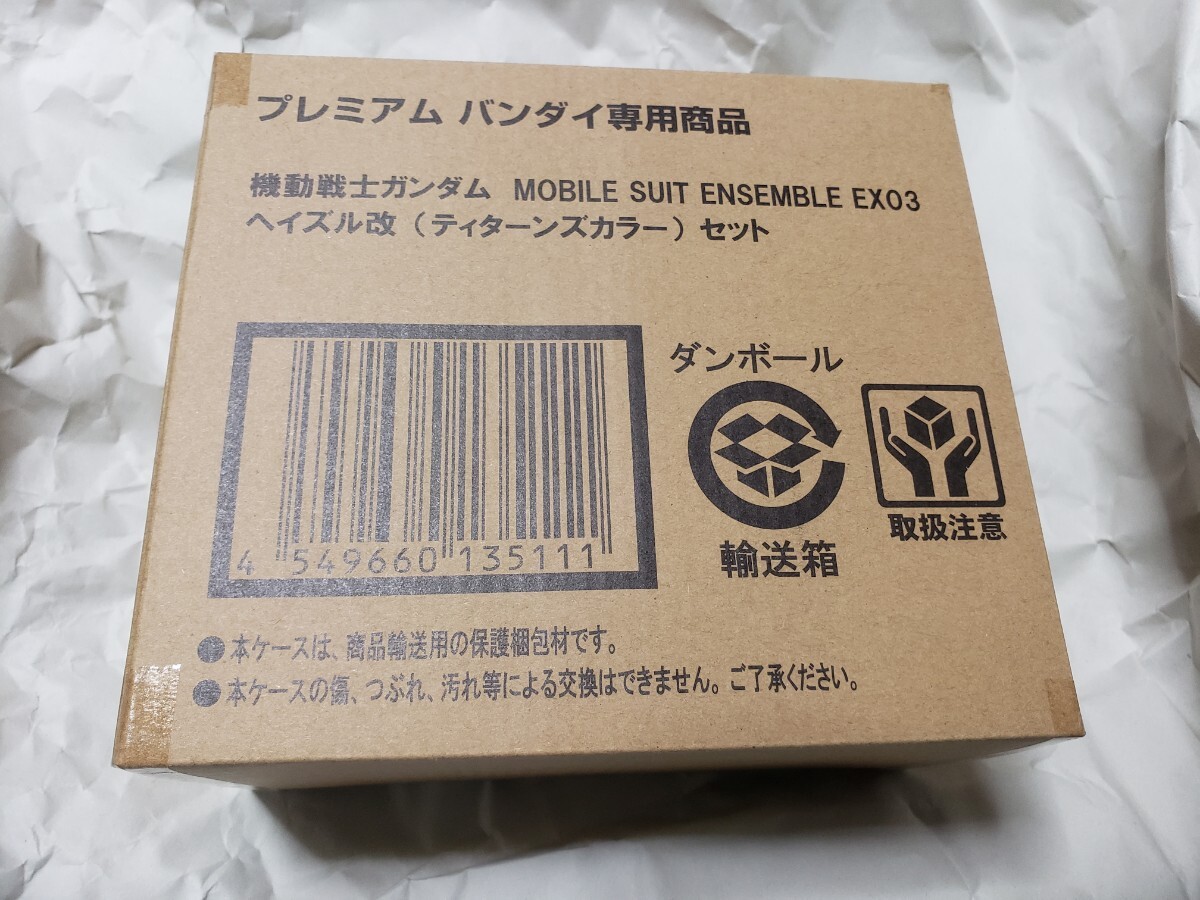 プレミアム バンダイ専用商品
機動戦士ガンダム MOBILE SUIT ENSEMBLE EX03
ヘイズル改（ティターンズカラー）セット
ダンボール
輸送箱
取扱注意
4 549660 135111
●本ケースは、商品輸送用の保護梱包材です。
●本ケースの傷、つぶれ、汚れ等による交換はできません。ご了承ください。